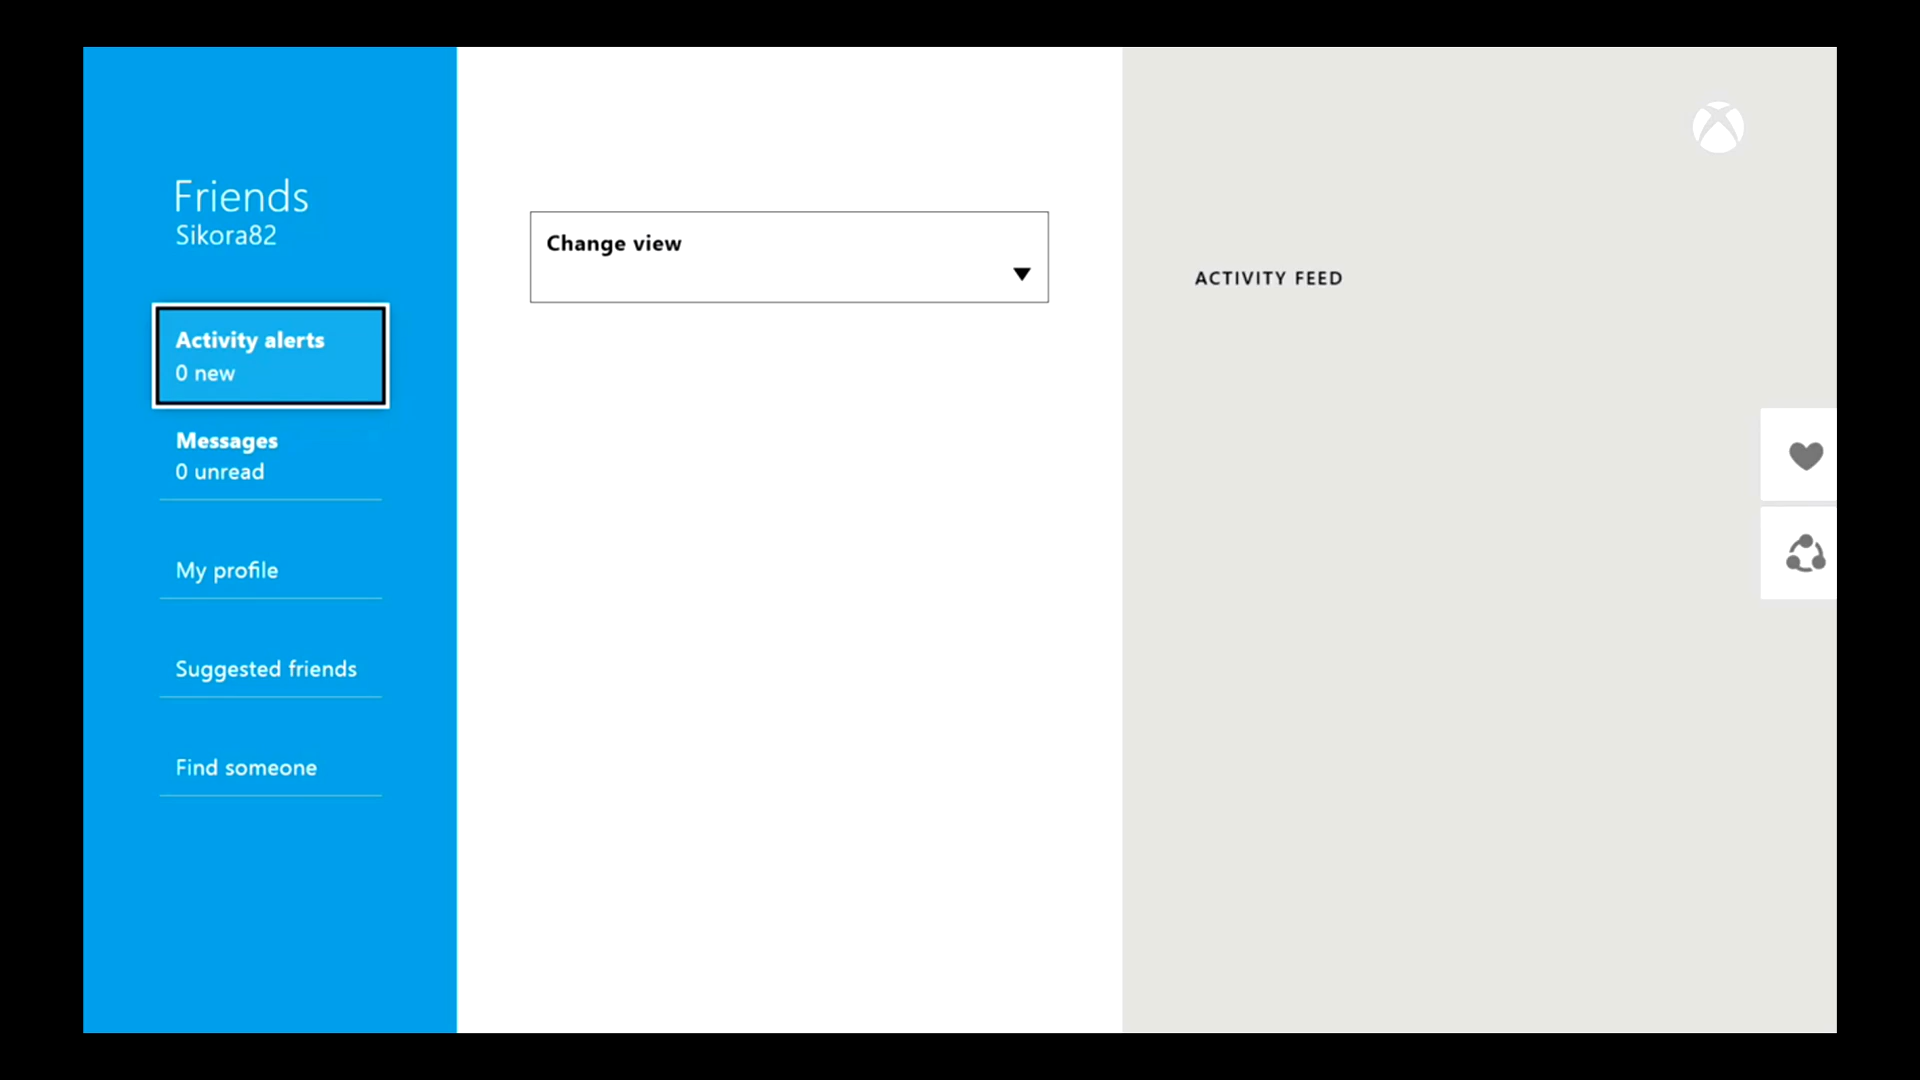 Friends
Sikora82
Activity alerts
0 new
Messages
0 unread
My profile
Suggested friends
Find someone
Change view
ACTIVITY FEED